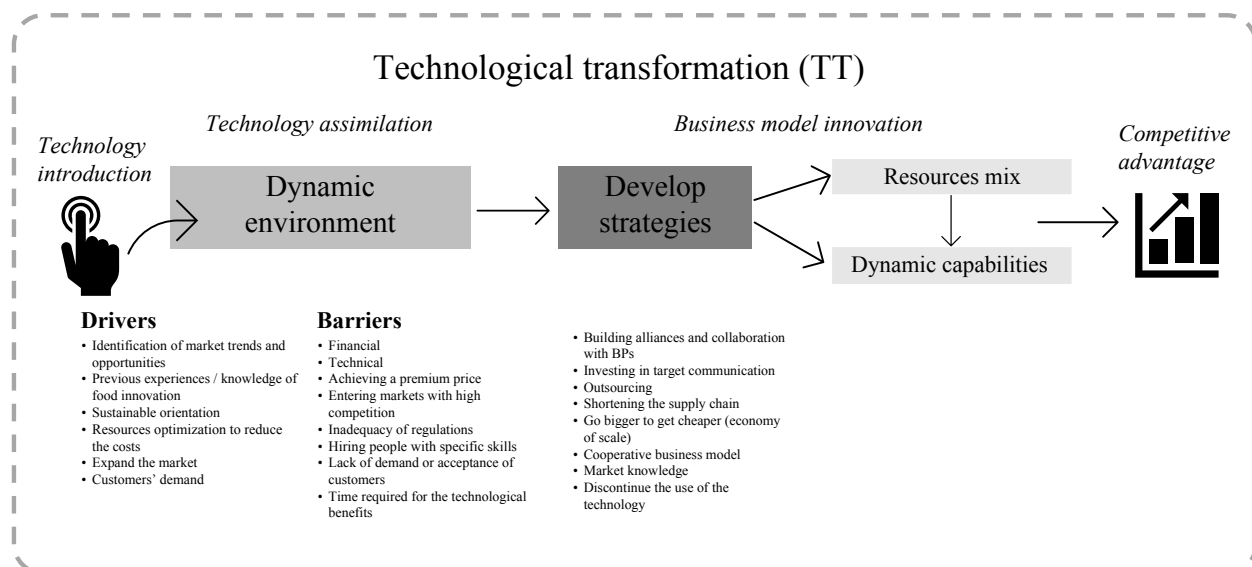 Technological transformation (TT)
Technology
introduction
Technology assimilation
Business model innovation
Competitive
advantage
Dynamic
environment
Develop
strategies
Resources mix
Dynamic capabilities
Drivers
• Identification of market trends and
opportunities
• Previous experiences / knowledge of
food innovation
• Sustainable orientation
• Resources optimization to reduce
the costs
• Expand the market
• Customers’ demand
Barriers
• Financial
• Technical
• Achieving a premium price
• Entering markets with high
competition
• Inadequacy of regulations
• Hiring people with specific skills
• Lack of demand or acceptance of
customers
• Time required for the technological
benefits
• Building alliances and collaboration
with BPs
• Investing in target communication
• Outsourcing
• Shortening the supply chain
• Go bigger to get cheaper (economy
of scale)
• Cooperative business model
• Market knowledge
• Discontinue the use of the
technology